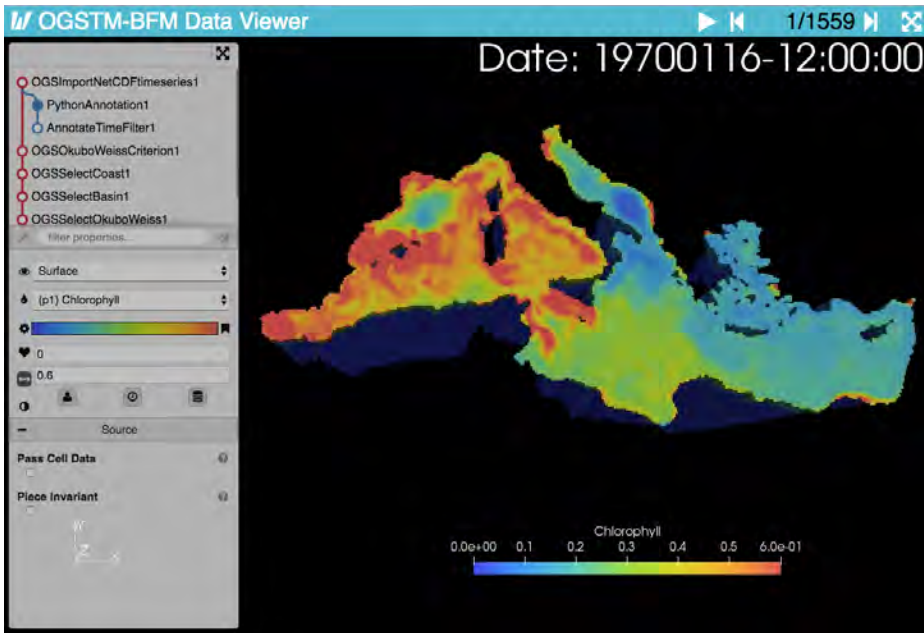 OGSTM-BFM Data Viewer
1/1559
Date: 19700116-12:00:00
OGSImportNetCDFtimeseries1
PythonAnnotation1
AnnotateTimeFilter1
OGSOkuboWeissCriterion1
OGSSelectCoast1
OGSSelectBasin1
OGSSelectOkuboWeiss1
filter properties...
Surface
(p1) Chlorophyll
0
0.6
Source
Pass Cell Data
Piece Invariant
Y
Z X
Chlorophyll
0.0e+00 0.1 0.2 0.3 0.4 0.5 6.0e-01